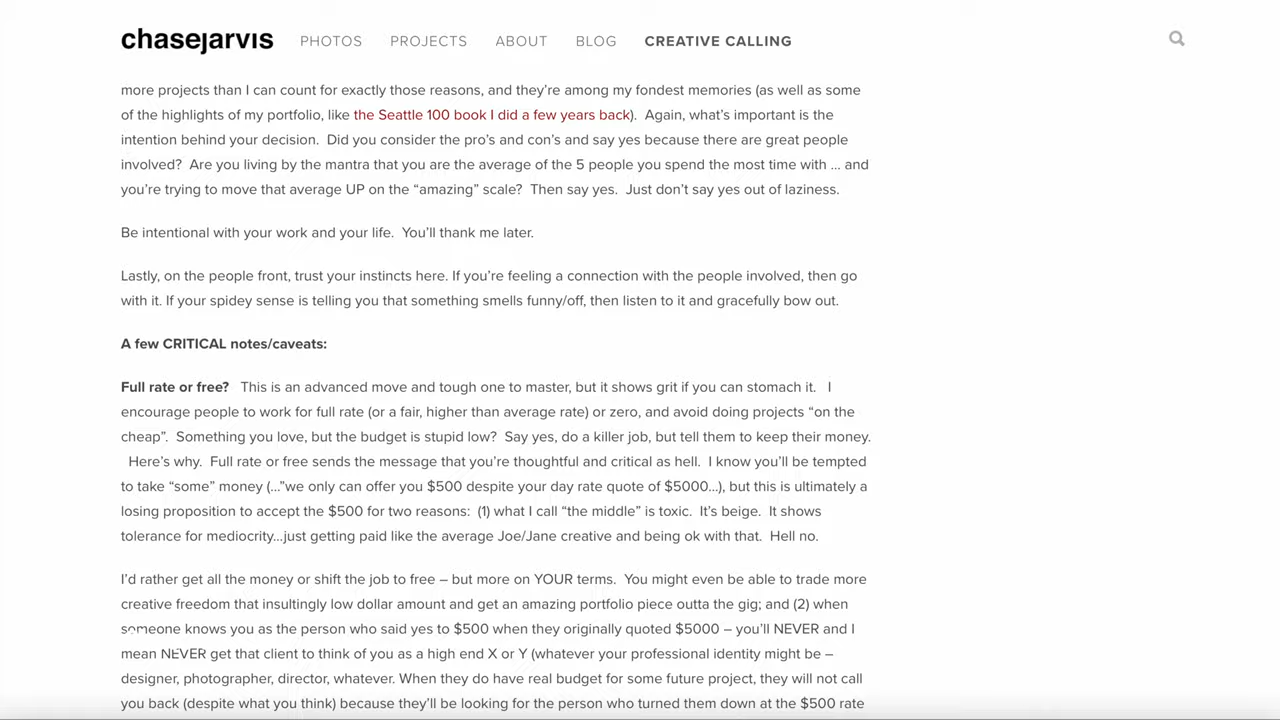 chasejarvis PHOTOS PROJECTS ABOUT BLOG CREATIVE CALLING
more projects than I can count for exactly those reasons, and they're among my fondest memories (as well as some
of the highlights of my portfolio, like the Seattle 100 book I did a few years back).  Again, what's important is the
intention behind your decision.  Did you consider the pro's and con's and say yes because there are great people
involved?  Are you living by the mantra that you are the average of the 5 people you spend the most time with … and
you're trying to move that average UP on the “amazing” scale?  Then say yes.  Just don't say yes out of laziness.
Be intentional with your work and your life.  You'll thank me later.
Lastly, on the people front, trust your instincts here. If you're feeling a connection with the people involved, then go
with it. If your spidey sense is telling you that something smells funny/off, then listen to it and gracefully bow out.
A few CRITICAL notes/caveats:
Full rate or free?   This is an advanced move and tough one to master, but it shows grit if you can stomach it.   I
encourage people to work for full rate (or a fair, higher than average rate) or zero, and avoid doing projects “on the
cheap”.  Something you love, but the budget is stupid low?  Say yes, do a killer job, but tell them to keep their money.
Here's why.  Full rate or free sends the message that you're thoughtful and critical as hell.  I know you'll be tempted
to take “some” money (…”we only can offer you $500 despite your day rate quote of $5000…), but this is ultimately a
losing proposition to accept the $500 for two reasons:  (1) what I call “the middle” is toxic.  It's beige.  It shows
tolerance for mediocrity…just getting paid like the average Joe/Jane creative and being ok with that.  Hell no.
I'd rather get all the money or shift the job to free – but more on YOUR terms.  You might even be able to trade more
creative freedom that insultingly low dollar amount and get an amazing portfolio piece outta the gig; and (2) when
someone knows you as the person who said yes to $500 when they originally quoted $5000 – you'll NEVER and I
mean NEVER get that client to think of you as a high end X or Y (whatever your professional identity might be –
designer, photographer, director, whatever. When they do have real budget for some future project, they will not call
you back (despite what you think) because they'll be looking for the person who turned them down at the $500 rate